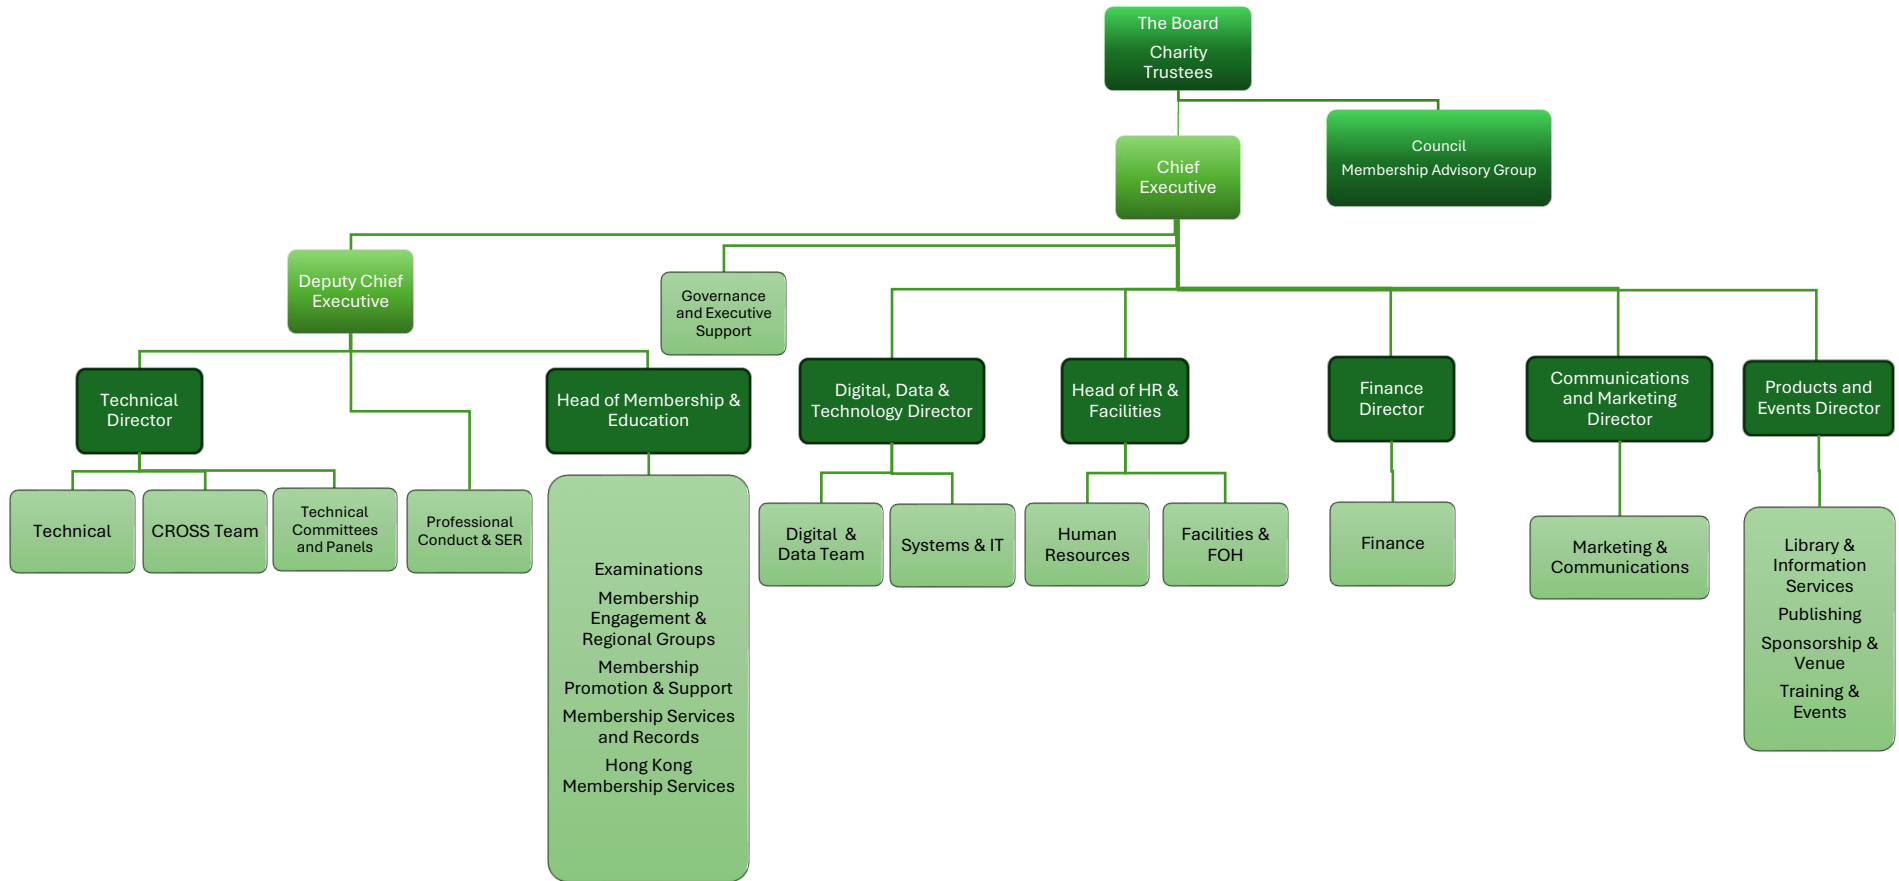 The Board
Charity
Trustees
Council
Membership Advisory Group
Chief
Executive
Deputy Chief
Executive
Governance
and Executive
Support
Technical
Director
Head of Membership &
Education
Digital, Data &
Technology Director
Head of HR &
Facilities
Finance
Director
Communications
and Marketing
Director
Products and
Events Director
Technical
CROSS Team
Technical
Committees
and Panels
Professional
Conduct & SER
Examinations
Membership
Engagement &
Regional Groups
Membership
Promotion & Support
Membership Services
and Records
Hong Kong
Membership Services
Digital &
Data Team
Systems & IT
Human
Resources
Facilities &
FOH
Finance
Marketing &
Communications
Library &
Information
Services
Publishing
Sponsorship &
Venue
Training &
Events